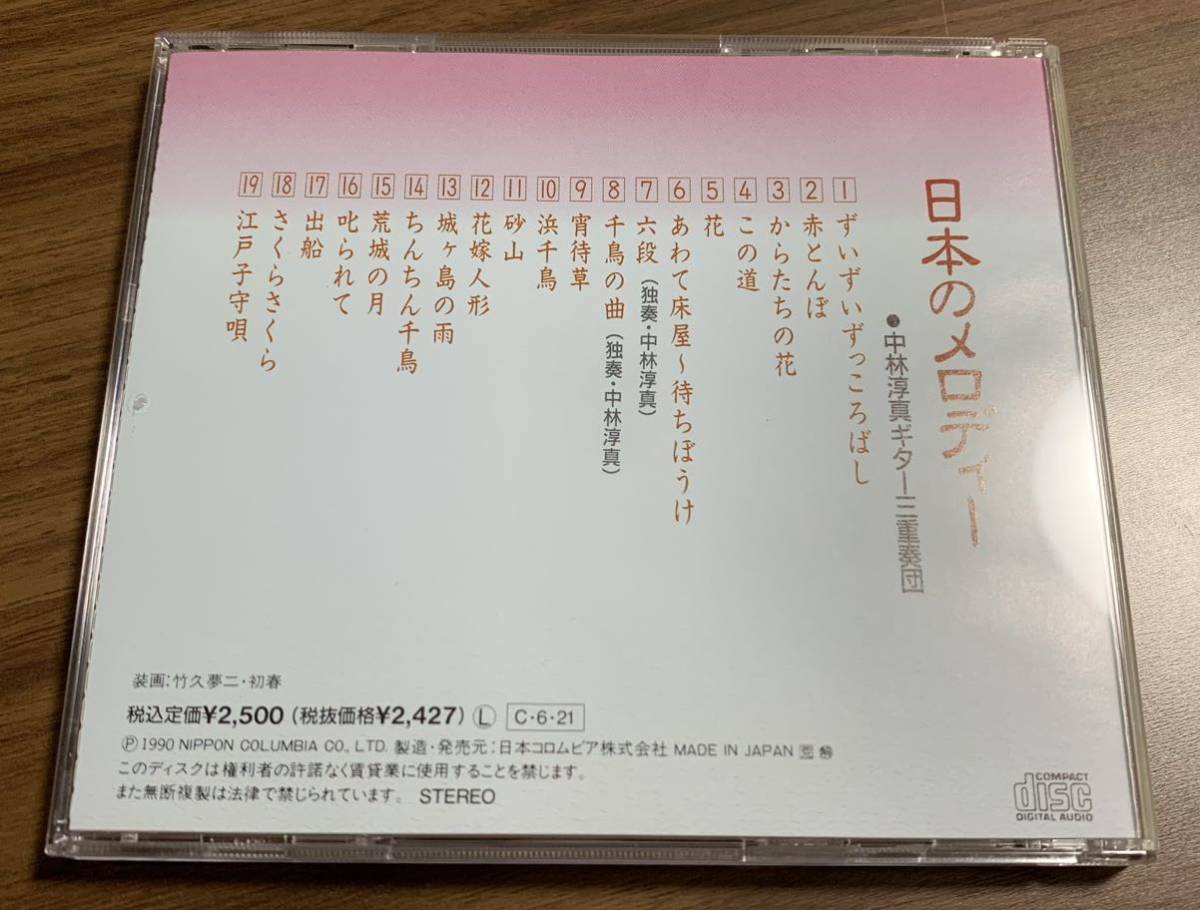 日本のメロディー
●中林淳真ギター二重奏団
1 ずいずいずっころばし
2 赤とんぼ
3 からたちの花
4 この道
5 花
6 あわて床屋～待ちぼうけ
7 六段（独奏・中林淳真）
8 千鳥の曲（独奏・中林淳真）
9 宵待草
10 浜千鳥
11 砂山
12 花嫁人形
13 城ヶ島の雨
14 ちんちん千鳥
15 荒城の月
16 叱られて
17 出船
18 さくらさくら
19 江戸子守唄
装画:竹久夢二・初春
税込定価¥2,500（税抜価格¥2,427） Ⓛ C・6・21
Ⓟ 1990 NIPPON COLUMBIA CO., LTD. 製造・発売元:日本コロムビア株式会社 MADE IN JAPAN
このディスクは権利者の許諾なく賃貸業に使用することを禁じます。
また無断複製は法律で禁じられています。 STEREO
COMPACT
disc
DIGITAL AUDIO